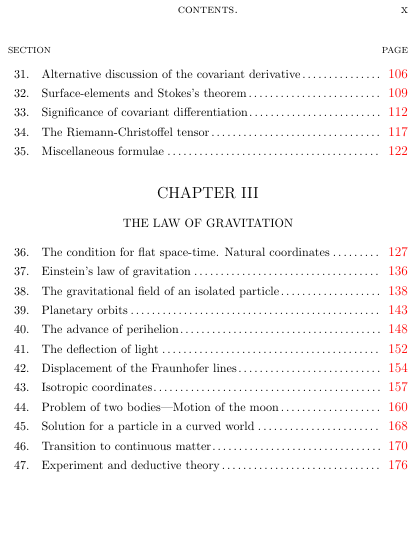 CONTENTS. x
SECTION PAGE
31. Alternative discussion of the covariant derivative............... 106
32. Surface-elements and Stokes's theorem......................... 109
33. Significance of covariant differentiation......................... 112
34. The Riemann-Christoffel tensor................................ 117
35. Miscellaneous formulae ........................................ 122
CHAPTER III
THE LAW OF GRAVITATION
36. The condition for flat space-time. Natural coordinates ......... 127
37. Einstein's law of gravitation ................................... 136
38. The gravitational field of an isolated particle................... 138
39. Planetary orbits ............................................... 143
40. The advance of perihelion...................................... 148
41. The deflection of light ......................................... 152
42. Displacement of the Fraunhofer lines........................... 154
43. Isotropic coordinates........................................... 157
44. Problem of two bodies—Motion of the moon................... 160
45. Solution for a particle in a curved world ....................... 168
46. Transition to continuous matter................................ 170
47. Experiment and deductive theory.............................. 176